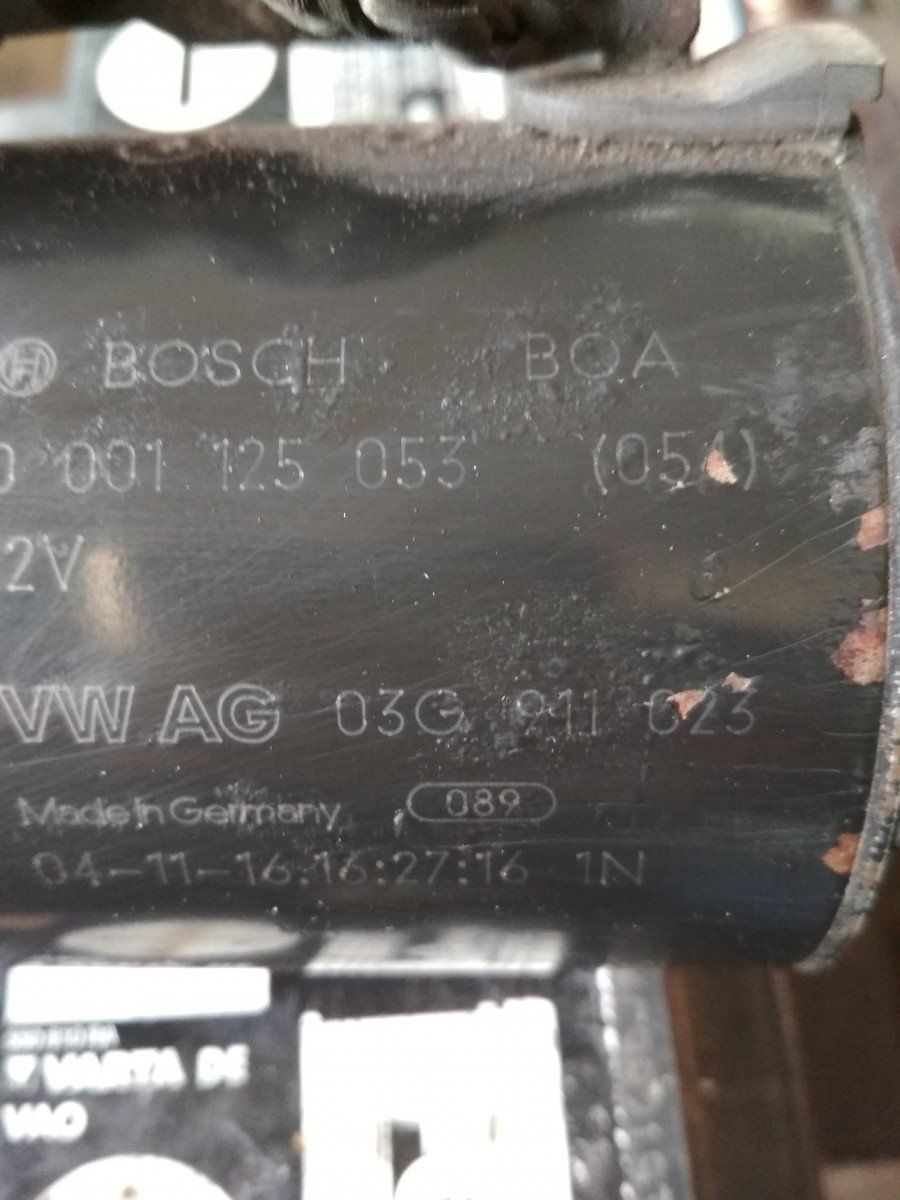 BOSCH BOA
0 001 125 053 (054)
2V
VW AG 03G 911 023
Made in Germany 089
04-11-16:16:27:16 1N
VARTA DE
VAO